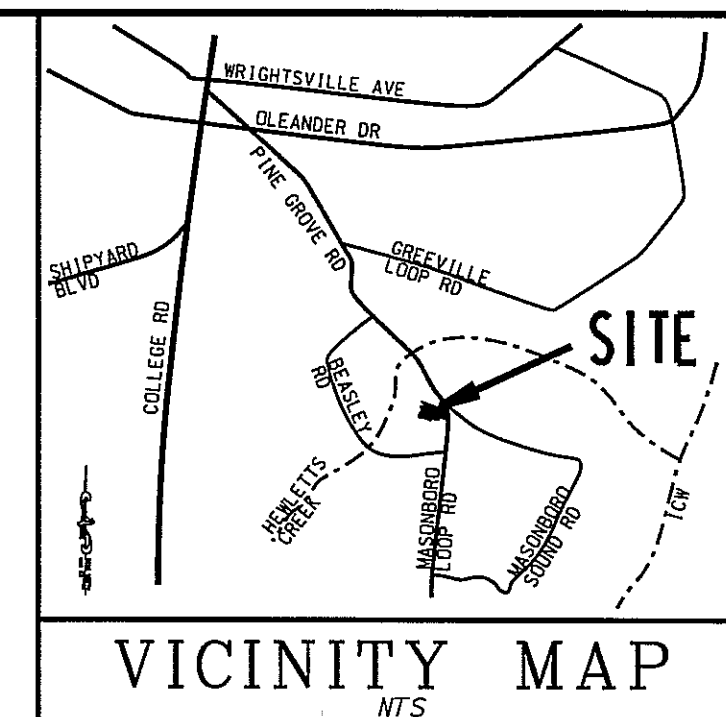 WRIGHTSVILLE AVE
OLEANDER DR
PINE GROVE RD
SHIPYARD
BLVD
GREEVILLE
LOOP RD
COLLEGE RD
SITE
BEASLEY
RD
HEWLETTS
CREEK
MASONBORO
LOOP RD
MASONBORO
SOUND RD
ICW
VICINITY MAP
NTS